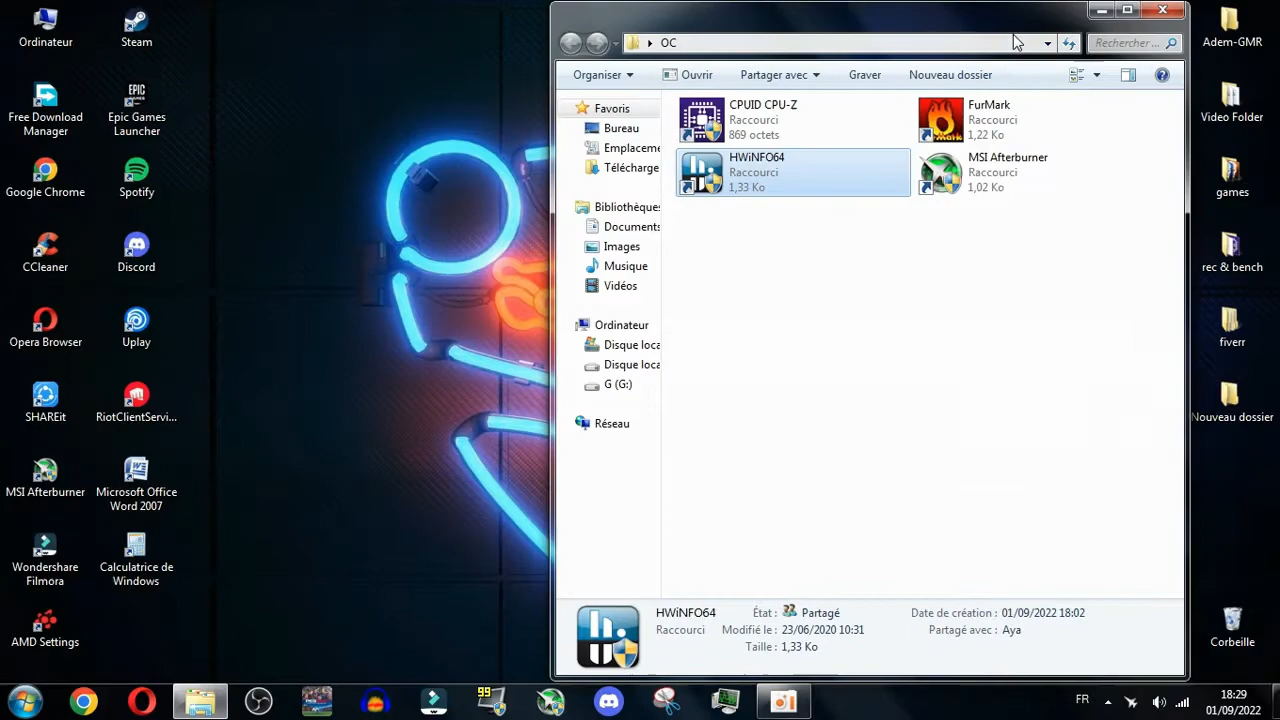 Ordinateur
Steam
e Download
Manager
Epic Games
Launcher
EPIC
GAMES
Google Chrome
Spotify
CCleaner
Discord
Opera Browser
Uplay
SHAREit
RiotClientServi...
MSI Afterburner
Microsoft Office
Word 2007
Wondershare
Filmora
Calculatrice de
Windows
AMD Settings
OC
Rechercher ...
Organiser
Ouvrir
Partager avec
Graver
Nouveau dossier
Favoris
Bureau
Emplaceme
Télécharge
Bibliothèques
Documents
Images
Musique
Vidéos
Ordinateur
Disque loca
Disque loca
G (G:)
Réseau
CPUID CPU-Z
Raccourci
869 octets
FurMark
Raccourci
1,22 Ko
HWiNFO64
Raccourci
1,33 Ko
MSI Afterburner
Raccourci
1,02 Ko
HWiNFO64
Raccourci
État : Partagé
Modifié le : 23/06/2020 10:31
Taille : 1,33 Ko
Date de création : 01/09/2022 18:02
Partagé avec : Aya
Adem-GMR
Video Folder
games
rec & bench
fiverr
Nouveau dossier
Corbeille
99
FR
18:29
01/09/2022